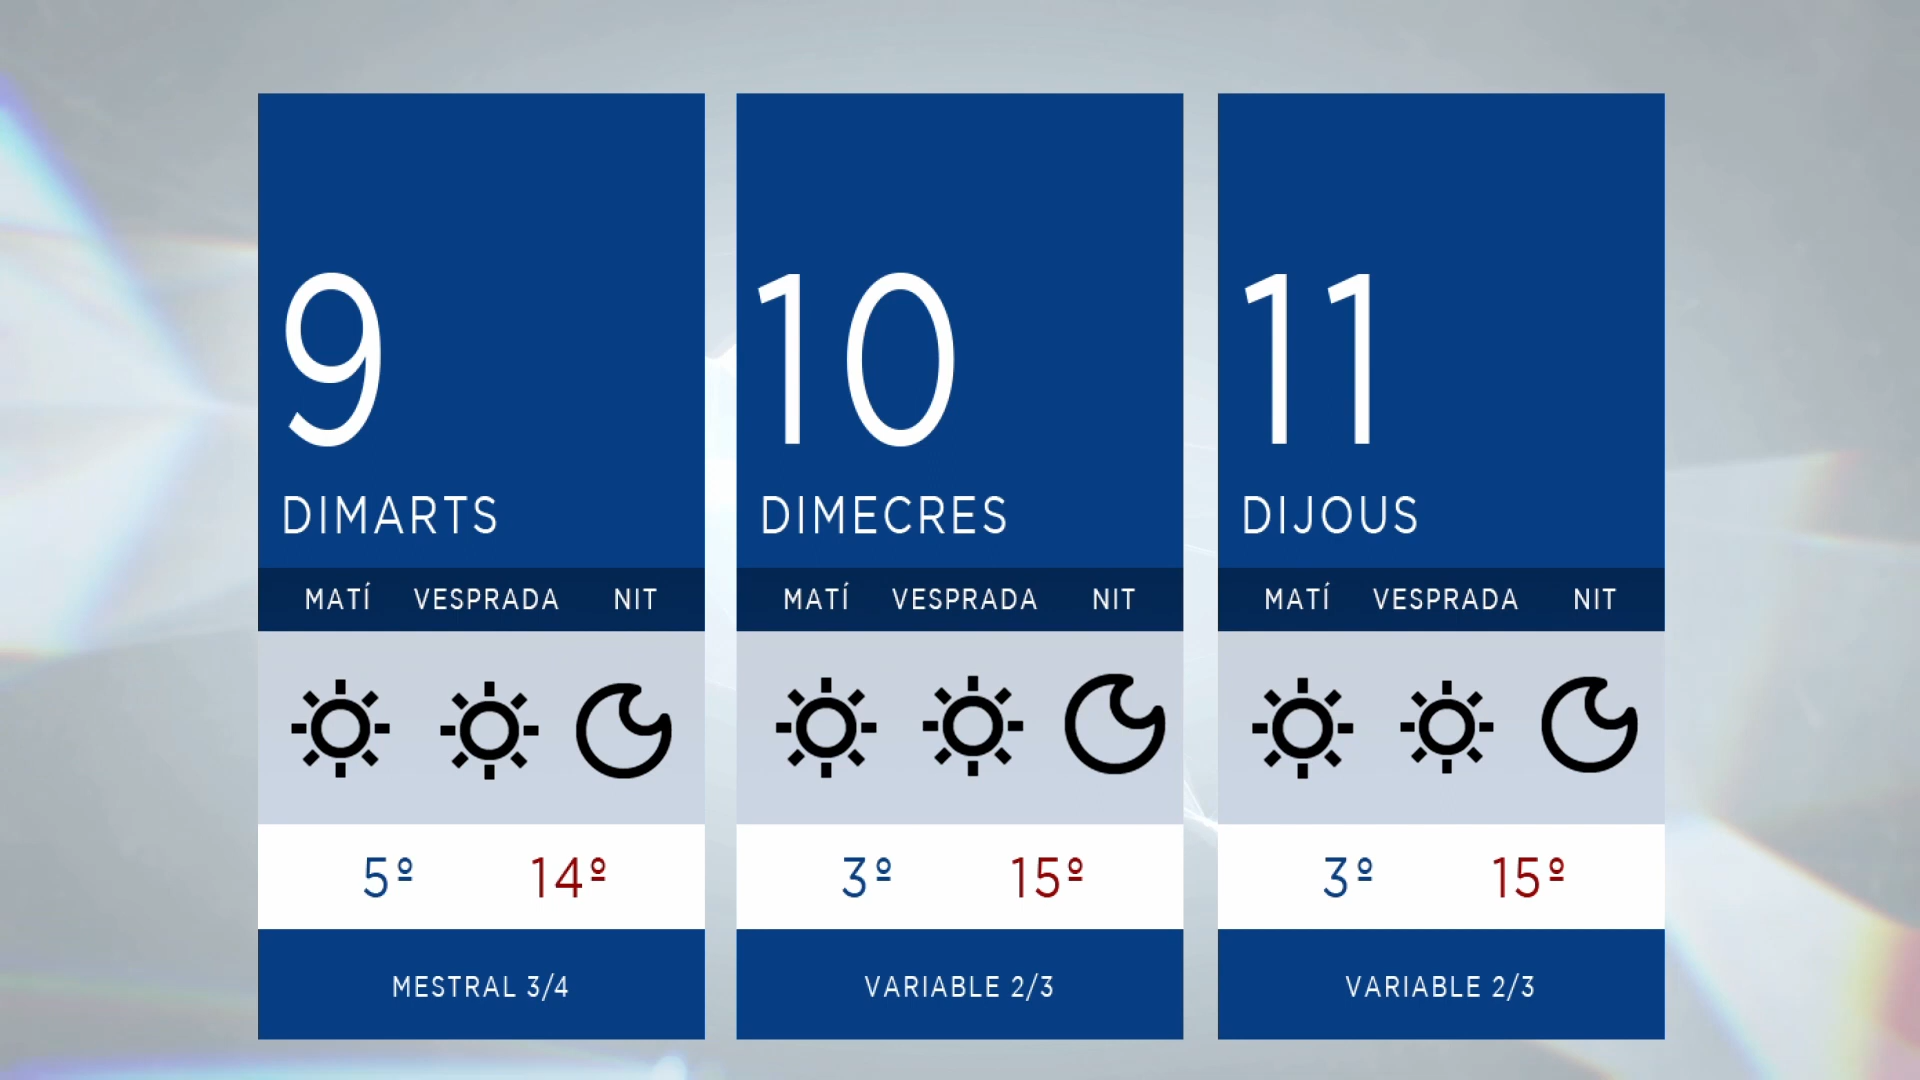 9
DIMARTS
MATÍ VESPRADA NIT
5º 14º
MESTRAL 3/4
10
DIMECRES
MATÍ VESPRADA NIT
3º 15º
VARIABLE 2/3
11
DIJOUS
MATÍ VESPRADA NIT
3º 15º
VARIABLE 2/3